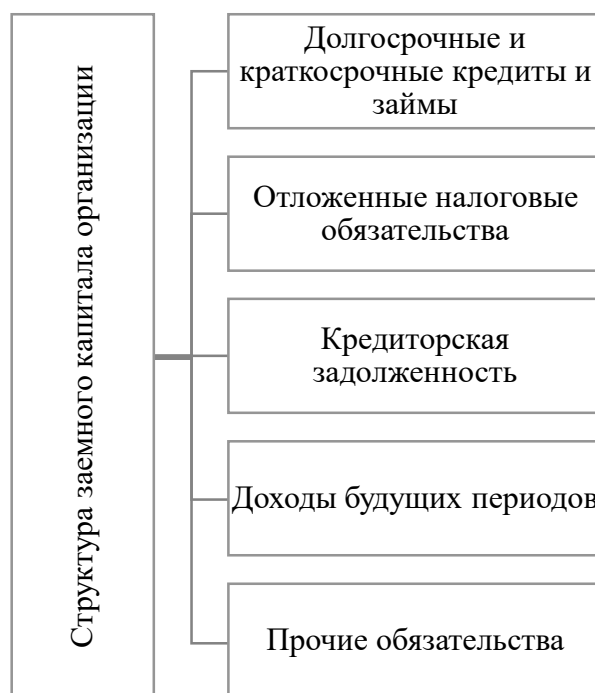 Структура заемного капитала организации
Долгосрочные и
краткосрочные кредиты и
займы
Отложенные налоговые
обязательства
Кредиторская
задолженность
Доходы будущих периодов
Прочие обязательства